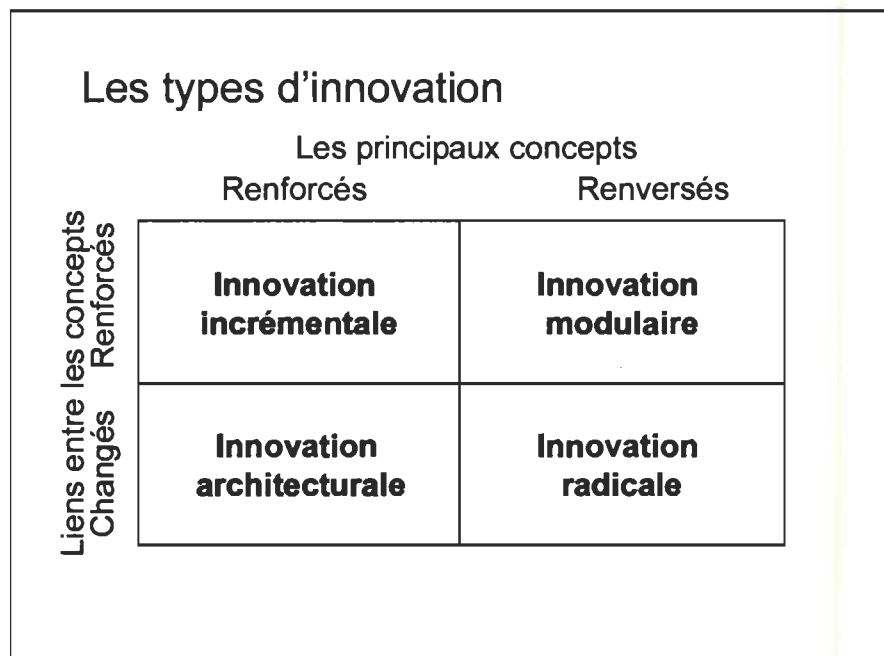 Les types d'innovation
Les principaux concepts
Renforcés Renversés
Liens entre les concepts
Changés Renforcés
Innovation
incrémentale
Innovation
modulaire
Innovation
architecturale
Innovation
radicale